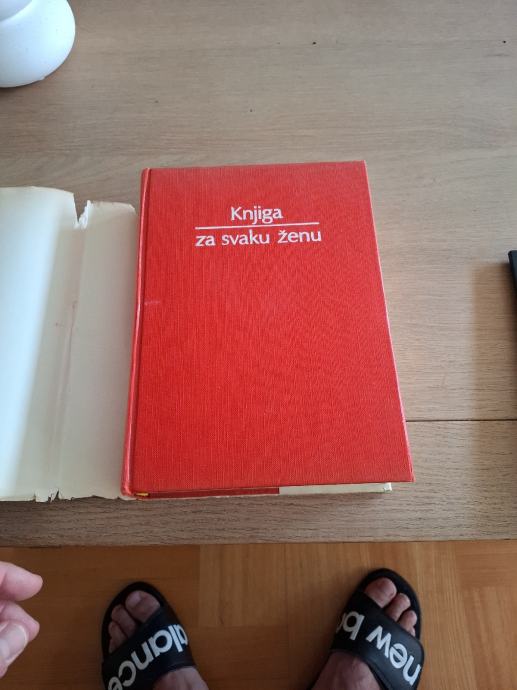 Knjiga
za svaku ženu
alance
new b